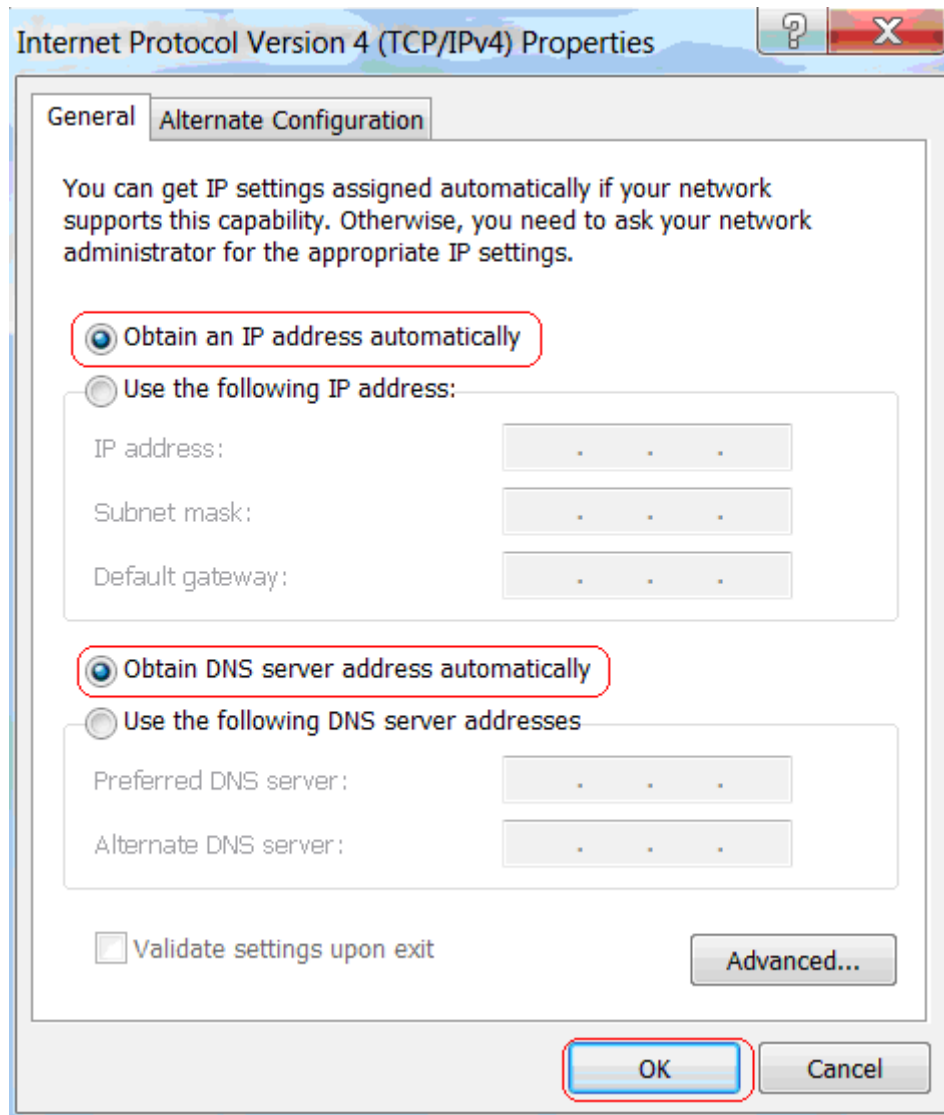 Internet Protocol Version 4 (TCP/IPv4) Properties
General
Alternate Configuration
You can get IP settings assigned automatically if your network
supports this capability. Otherwise, you need to ask your network
administrator for the appropriate IP settings.
Obtain an IP address automatically
Use the following IP address:
IP address:
Subnet mask:
Default gateway:
Obtain DNS server address automatically
Use the following DNS server addresses
Preferred DNS server:
Alternate DNS server:
Validate settings upon exit
Advanced...
OK
Cancel